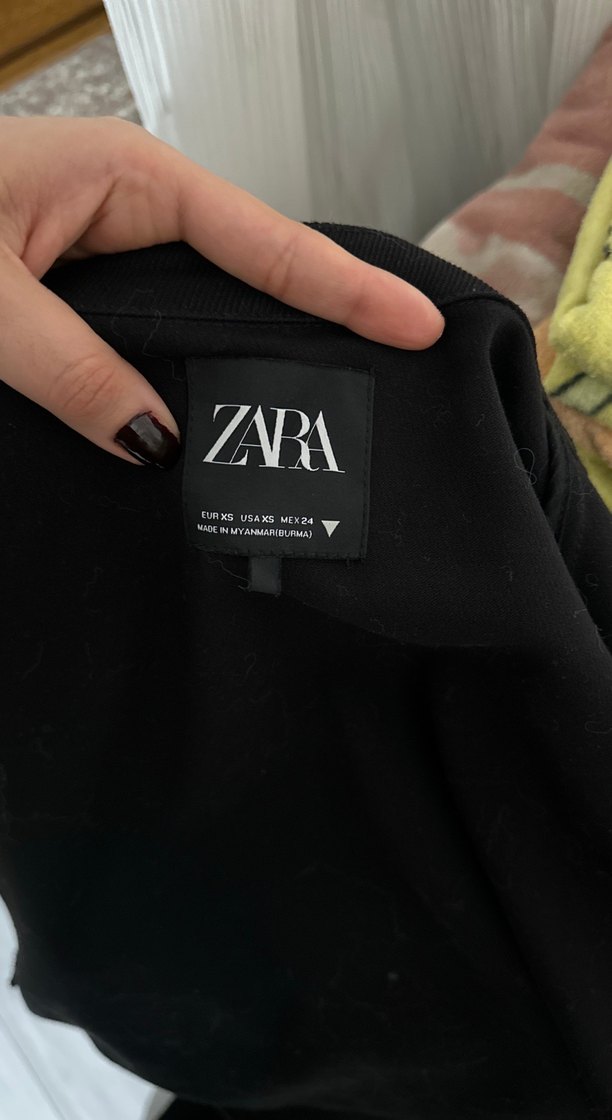 ZARA
EUR XS USA XS MEX 24
MADE IN MYANMAR(BURMA)